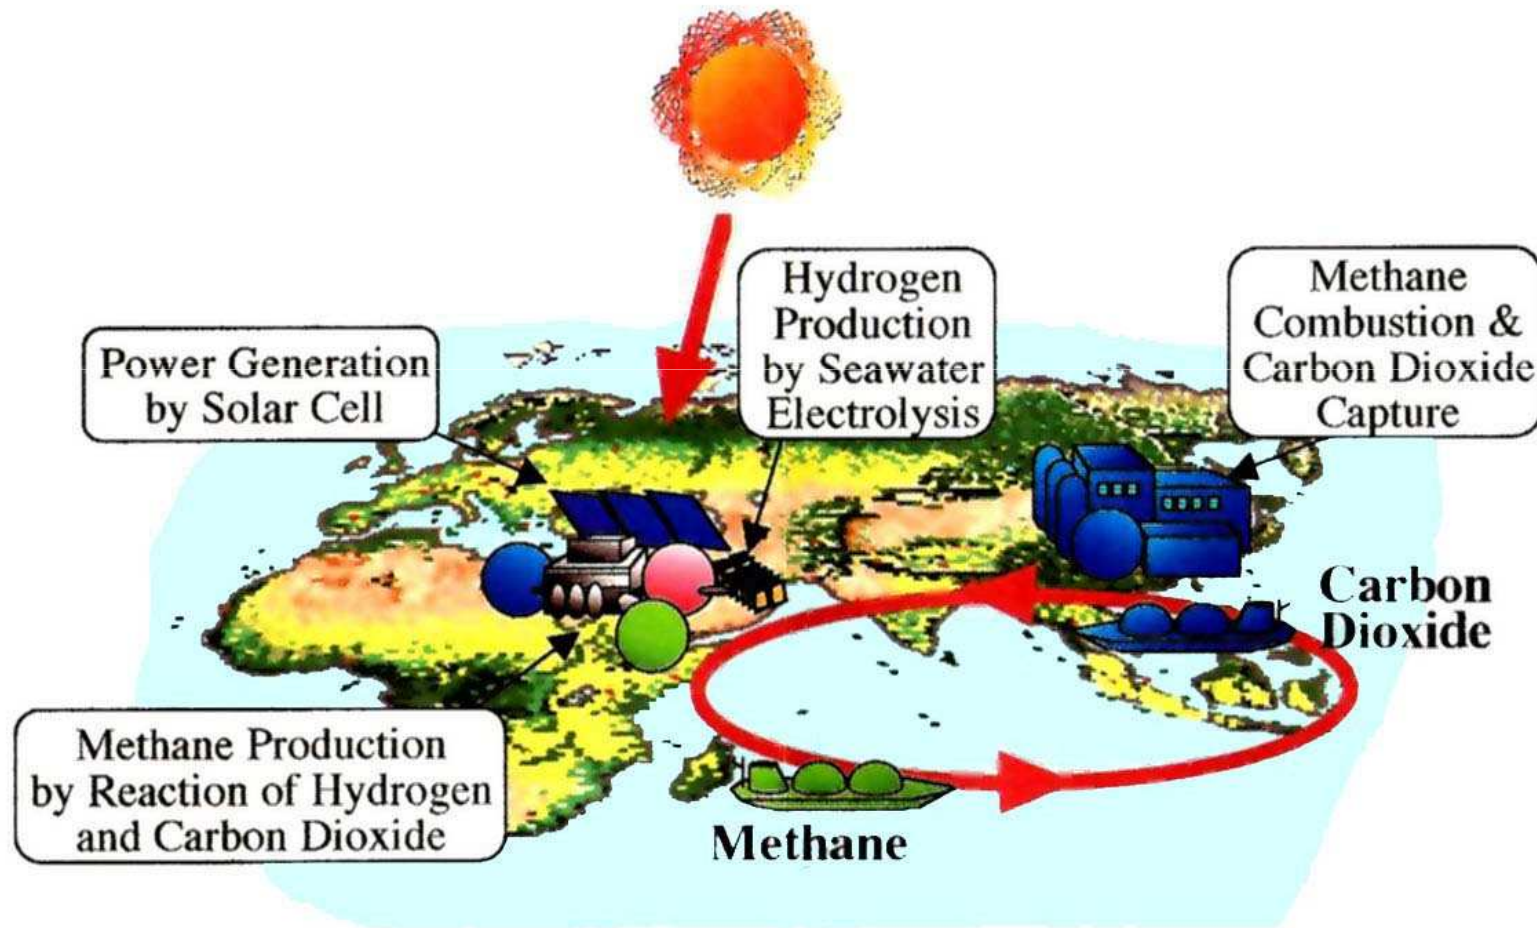 Hydrogen
Production
by Seawater
Electrolysis
Methane
Combustion &
Carbon Dioxide
Capture
Power Generation
by Solar Cell
Carbon
Dioxide
Methane Production
by Reaction of Hydrogen
and Carbon Dioxide
Methane